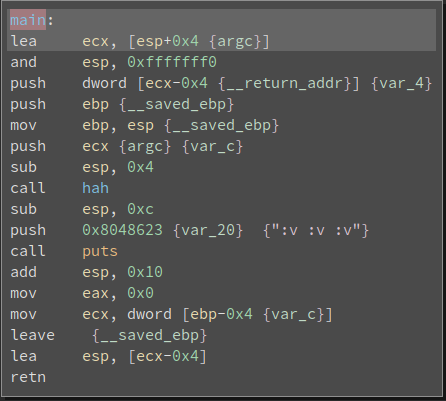 main:
lea     ecx, [esp+0x4 {argc}]
and     esp, 0xfffffff0
push    dword [ecx-0x4 {__return_addr}] {var_4}
push    ebp {__saved_ebp}
mov     ebp, esp {__saved_ebp}
push    ecx {argc} {var_c}
sub     esp, 0x4
call    hah
sub     esp, 0xc
push    0x8048623 {var_20}  {":v :v :v"}
call    puts
add     esp, 0x10
mov     eax, 0x0
mov     ecx, dword [ebp-0x4 {var_c}]
leave    {__saved_ebp}
lea     esp, [ecx-0x4]
retn